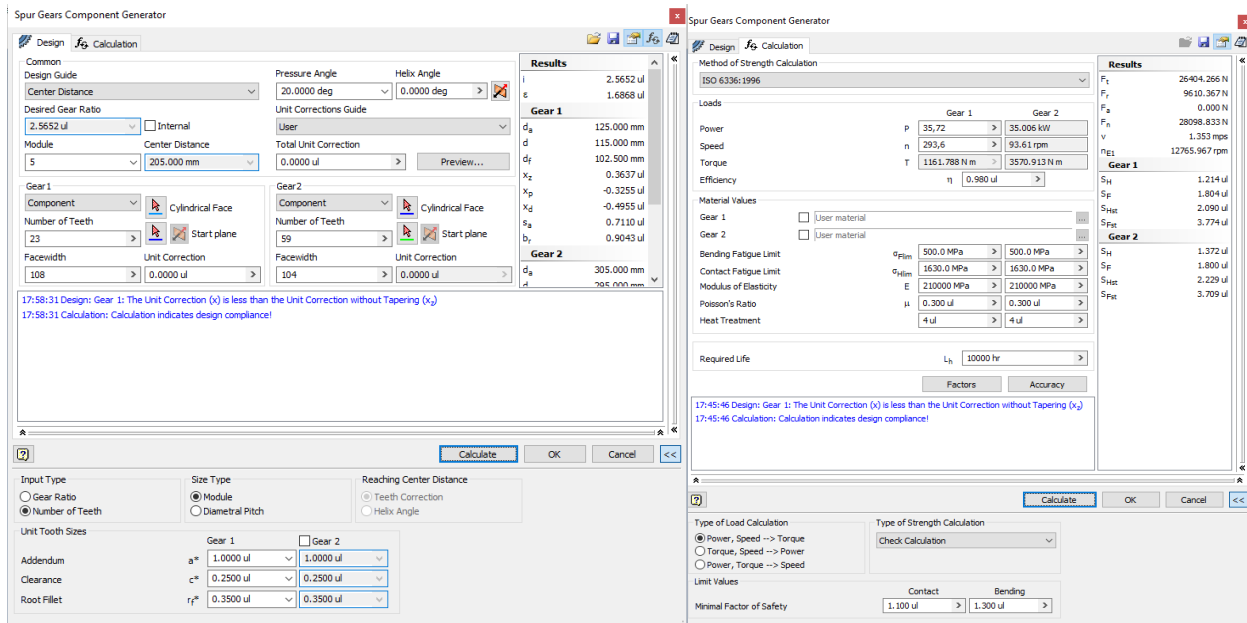 Spur Gears Component Generator
x
Design
Calculation
Common
Design Guide
Center Distance
Pressure Angle
20.0000 deg
Helix Angle
0.0000 deg
Desired Gear Ratio
2.5652 ul
Internal
Unit Corrections Guide
User
Module
5
Center Distance
205.000 mm
Total Unit Correction
0.0000 ul
Preview...
Gear1
Component
Cylindrical Face
Number of Teeth
23
Start plane
Facewidth
108
Unit Correction
0.0000 ul
Gear2
Component
Cylindrical Face
Number of Teeth
59
Start plane
Facewidth
104
Unit Correction
0.0000 ul
Results
i 2.5652 ul
ε 1.6868 ul
Gear 1
da 125.000 mm
d 115.000 mm
df 102.500 mm
xz 0.3637 ul
xp -0.3255 ul
xd -0.4955 ul
sa 0.7110 ul
br 0.9043 ul
Gear 2
da 305.000 mm
d 295.000 mm
17:58:31 Design: Gear 1: The Unit Correction (x) is less than the Unit Correction without Tapering (xz)
17:58:31 Calculation: Calculation indicates design compliance!
Calculate
OK
Cancel
<<
Input Type
Gear Ratio
Number of Teeth
Size Type
Module
Diametral Pitch
Reaching Center Distance
Teeth Correction
Helix Angle
Unit Tooth Sizes
Gear 1 Gear 2
Addendum a* 1.0000 ul 1.0000 ul
Clearance c* 0.2500 ul 0.2500 ul
Root Fillet rf* 0.3500 ul 0.3500 ul
Spur Gears Component Generator
x
Design
Calculation
Method of Strength Calculation
ISO 6336:1996
Loads
Gear 1 Gear 2
Power P 35,72 35.006 kW
Speed n 293,6 93.61 rpm
Torque T 1161.788 N m 3570.913 N m
Efficiency η 0.980 ul
Material Values
Gear 1 User material ...
Gear 2 User material ...
Bending Fatigue Limit σFlim 500.0 MPa 500.0 MPa
Contact Fatigue Limit σHlim 1630.0 MPa 1630.0 MPa
Modulus of Elasticity E 210000 MPa 210000 MPa
Poisson's Ratio μ 0.300 ul 0.300 ul
Heat Treatment 4 ul 4 ul
Required Life Lh 10000 hr
Factors
Accuracy
Results
Ft 26404.266 N
Fr 9610.367 N
Fa 0.000 N
Fn 28098.833 N
v 1.353 mps
nE1 12765.967 rpm
Gear 1
SH 1.214 ul
SF 1.804 ul
SHst 2.090 ul
SFst 3.774 ul
Gear 2
SH 1.372 ul
SF 1.800 ul
SHst 2.229 ul
SFst 3.709 ul
17:45:46 Design: Gear 1: The Unit Correction (x) is less than the Unit Correction without Tapering (xz)
17:45:46 Calculation: Calculation indicates design compliance!
Calculate
OK
Cancel
<<
Type of Load Calculation
Power, Speed --> Torque
Torque, Speed --> Power
Power, Torque --> Speed
Type of Strength Calculation
Check Calculation
Limit Values
Contact Bending
Minimal Factor of Safety 1.100 ul 1.300 ul